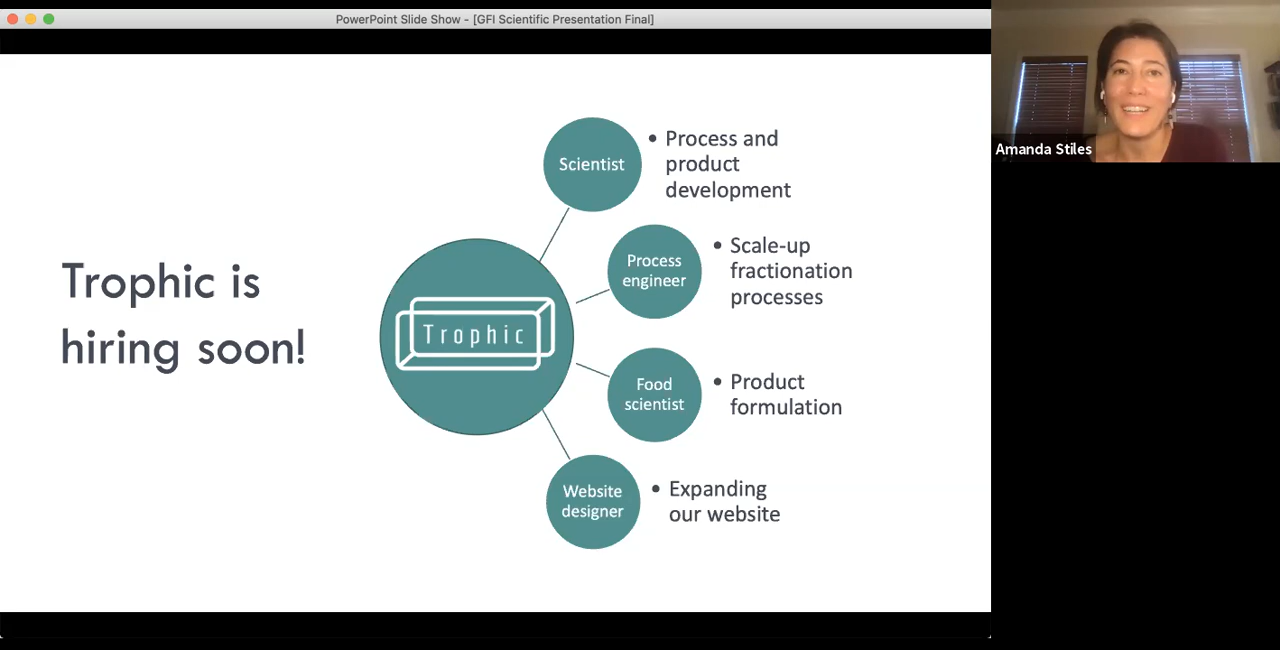 PowerPoint Slide Show - [GFI Scientific Presentation Final]
Trophic is
hiring soon!
Trophic
Scientist
• Process and
product
development
Process
engineer
• Scale-up
fractionation
processes
Food
scientist
• Product
formulation
Website
designer
• Expanding
our website
Amanda Stiles